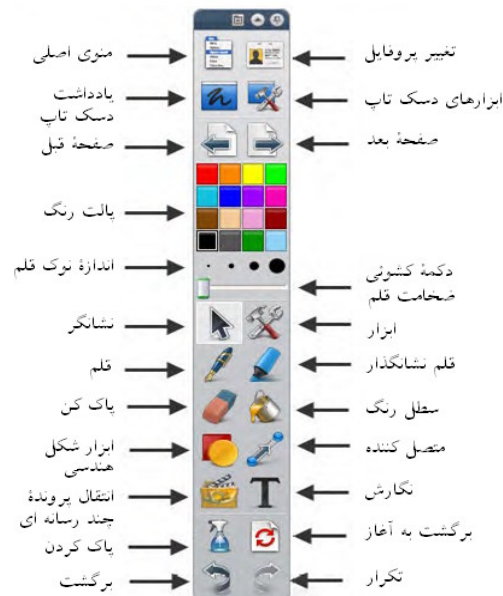 تغییر پروفایل
منوی اصلی
ابزارهای دسک تاپ
یادداشت
دسک تاپ
صفحهٔ بعد
صفحهٔ قبل
پالت رنگ
اندازهٔ نوک قلم
دکمهٔ کشوئی
ضخامت قلم
نشانگر
ابزار
قلم
قلم نشانگذار
پاک کن
سطل رنگ
ابزار شکل
هندسی
متصل کننده
انتقال پروندهٔ
چند رسانه ای
نگارش
T
پاک کردن
برگشت به آغاز
برگشت
تکرار